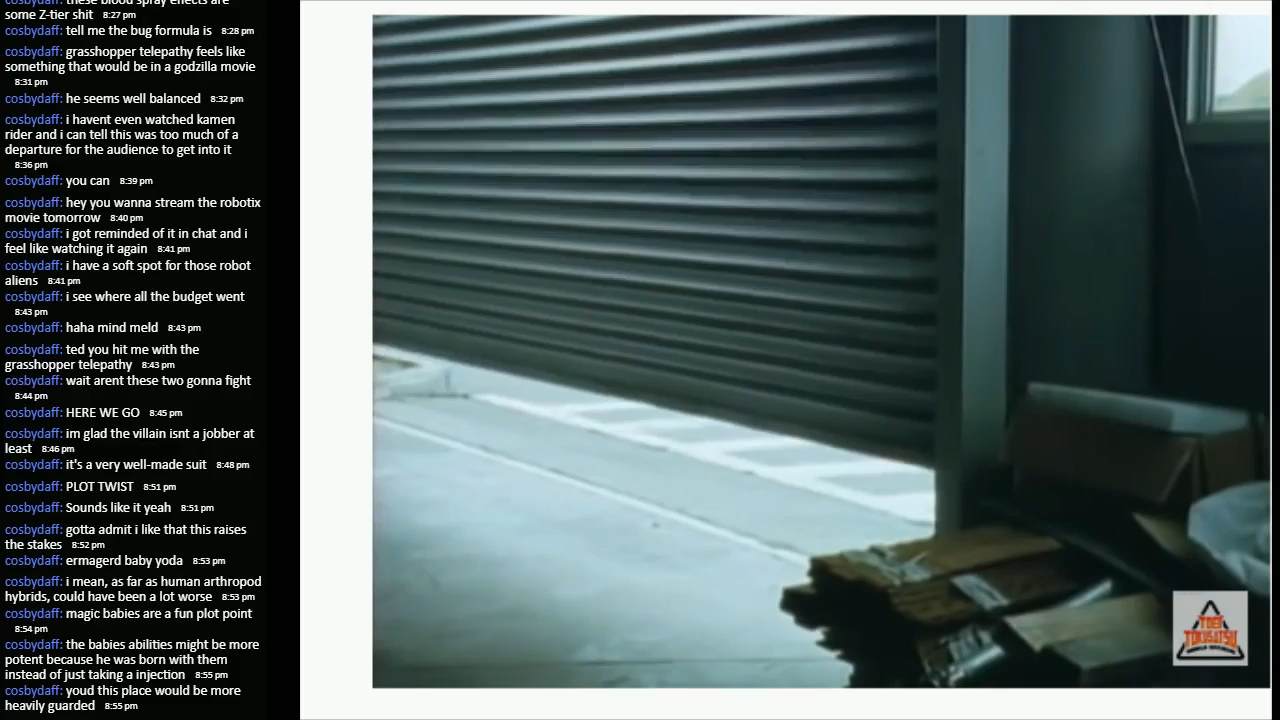 these blood spray effects are
some Z-tier shit 8:27 pm
cosbydaff: tell me the bug formula is 8:28 pm
cosbydaff: grasshopper telepathy feels like
something that would be in a godzilla movie
8:31 pm
cosbydaff: he seems well balanced 8:32 pm
cosbydaff: i havent even watched kamen
rider and i can tell this was too much of a
departure for the audience to get into it
8:36 pm
cosbydaff: you can 8:39 pm
cosbydaff: hey you wanna stream the robotix
movie tomorrow 8:40 pm
cosbydaff: i got reminded of it in chat and i
feel like watching it again 8:41 pm
cosbydaff: i have a soft spot for those robot
aliens 8:41 pm
cosbydaff: i see where all the budget went
8:43 pm
cosbydaff: haha mind meld 8:43 pm
cosbydaff: ted you hit me with the
grasshopper telepathy 8:43 pm
cosbydaff: wait arent these two gonna fight
8:44 pm
cosbydaff: HERE WE GO 8:45 pm
cosbydaff: im glad the villain isnt a jobber at
least 8:46 pm
cosbydaff: it's a very well-made suit 8:48 pm
cosbydaff: PLOT TWIST 8:51 pm
cosbydaff: Sounds like it yeah 8:51 pm
cosbydaff: gotta admit i like that this raises
the stakes 8:52 pm
cosbydaff: ermagerd baby yoda 8:53 pm
cosbydaff: i mean, as far as human arthropod
hybrids, could have been a lot worse 8:53 pm
cosbydaff: magic babies are a fun plot point
8:54 pm
cosbydaff: the babies abilities might be more
potent because he was born with them
instead of just taking a injection 8:55 pm
cosbydaff: youd this place would be more
heavily guarded 8:55 pm
TOEI
TOKUSATSU